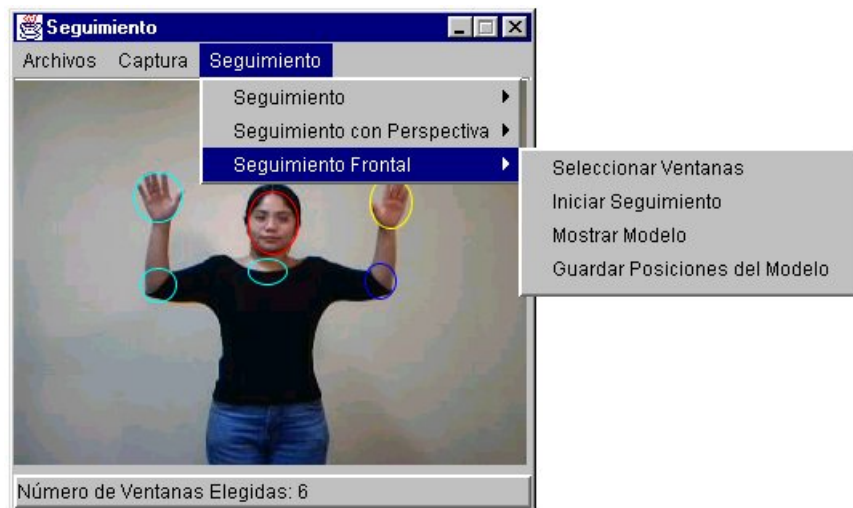 Seguimiento
Archivos Captura Seguimiento
Seguimiento
Seguimiento con Perspectiva
Seguimiento Frontal
Seleccionar Ventanas
Iniciar Seguimiento
Mostrar Modelo
Guardar Posiciones del Modelo
Número de Ventanas Elegidas: 6